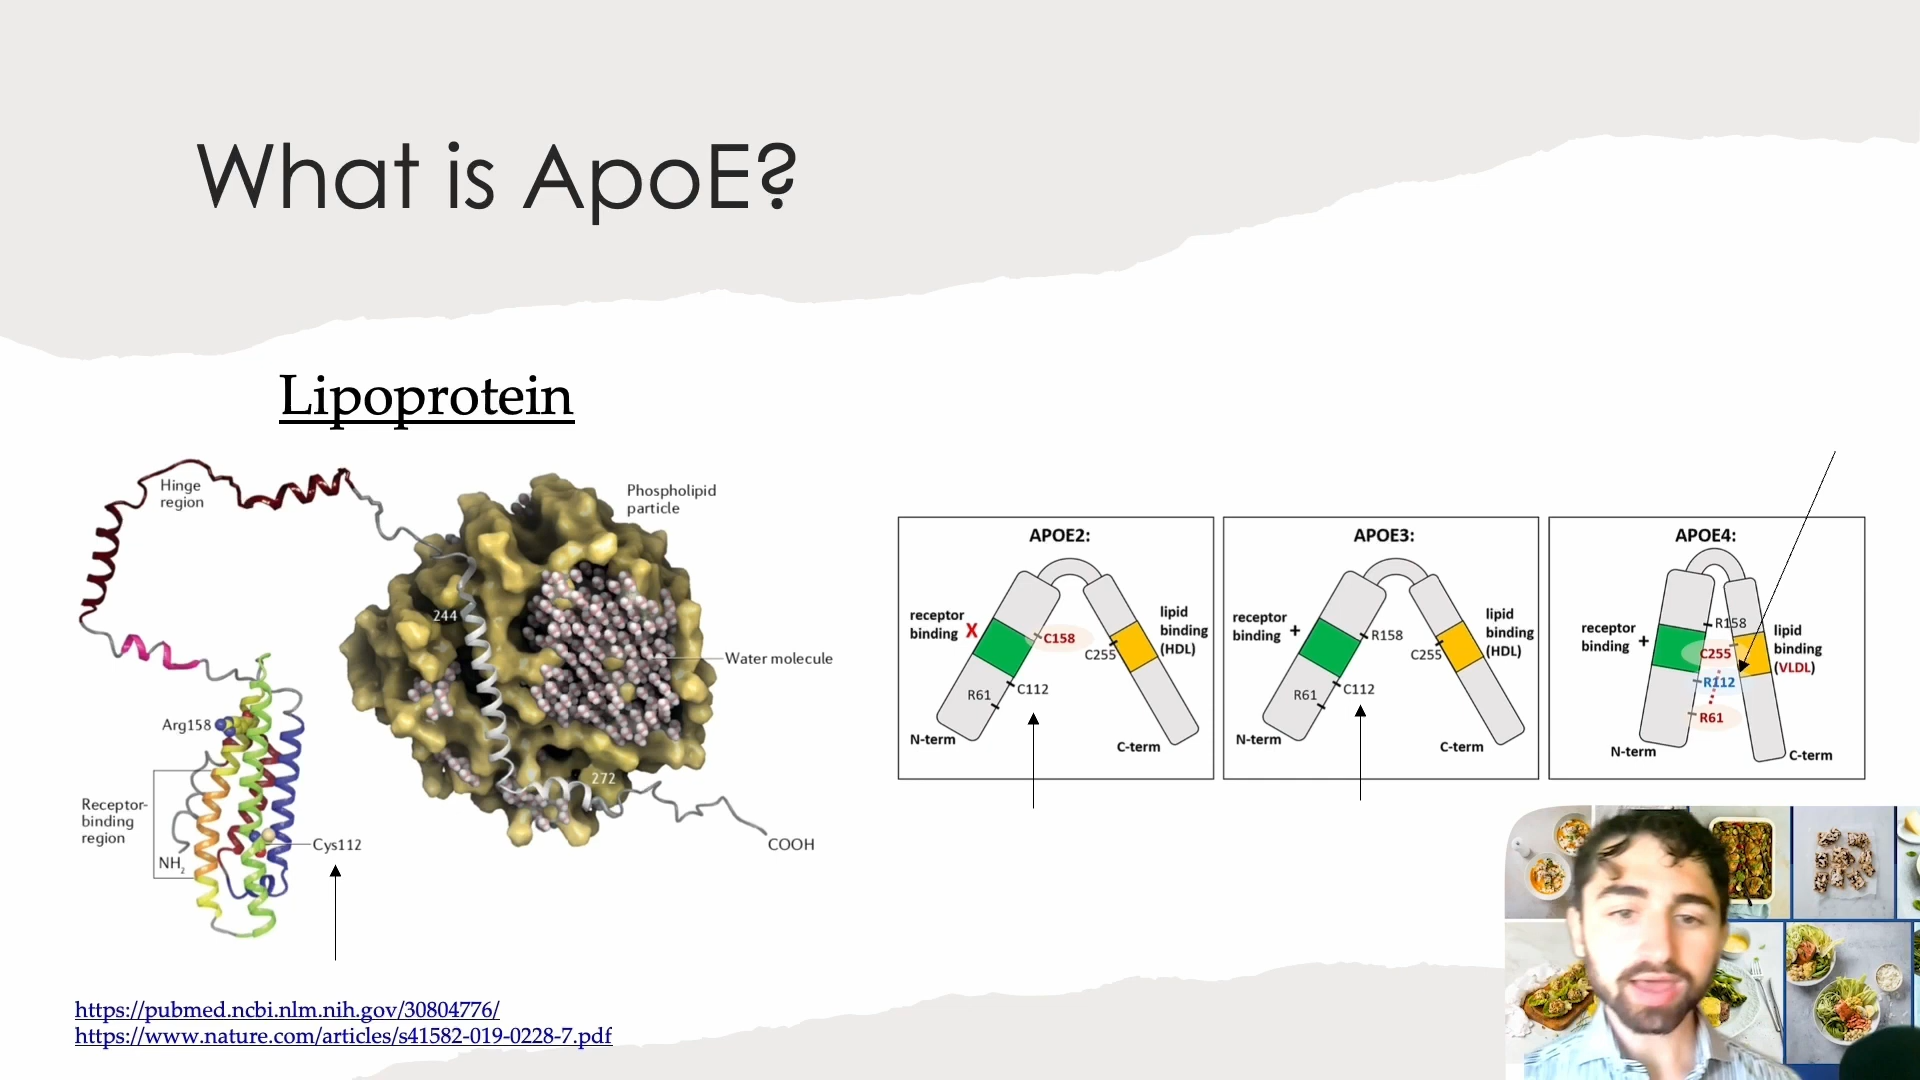 What is ApoE?
Lipoprotein
Hinge
region
Phospholipid
particle
244
Water molecule
Arg158
272
Receptor-
binding
region
NH2
Cys112
COOH
APOE2:
receptor
binding X
C158
lipid
binding
(HDL)
C255
R61
C112
N-term
C-term
APOE3:
receptor
binding +
R158
lipid
binding
(HDL)
C255
R61
C112
N-term
C-term
APOE4:
receptor
binding +
R158
C255
lipid
binding
(VLDL)
R112
R61
N-term
C-term
https://pubmed.ncbi.nlm.nih.gov/30804776/
https://www.nature.com/articles/s41582-019-0228-7.pdf